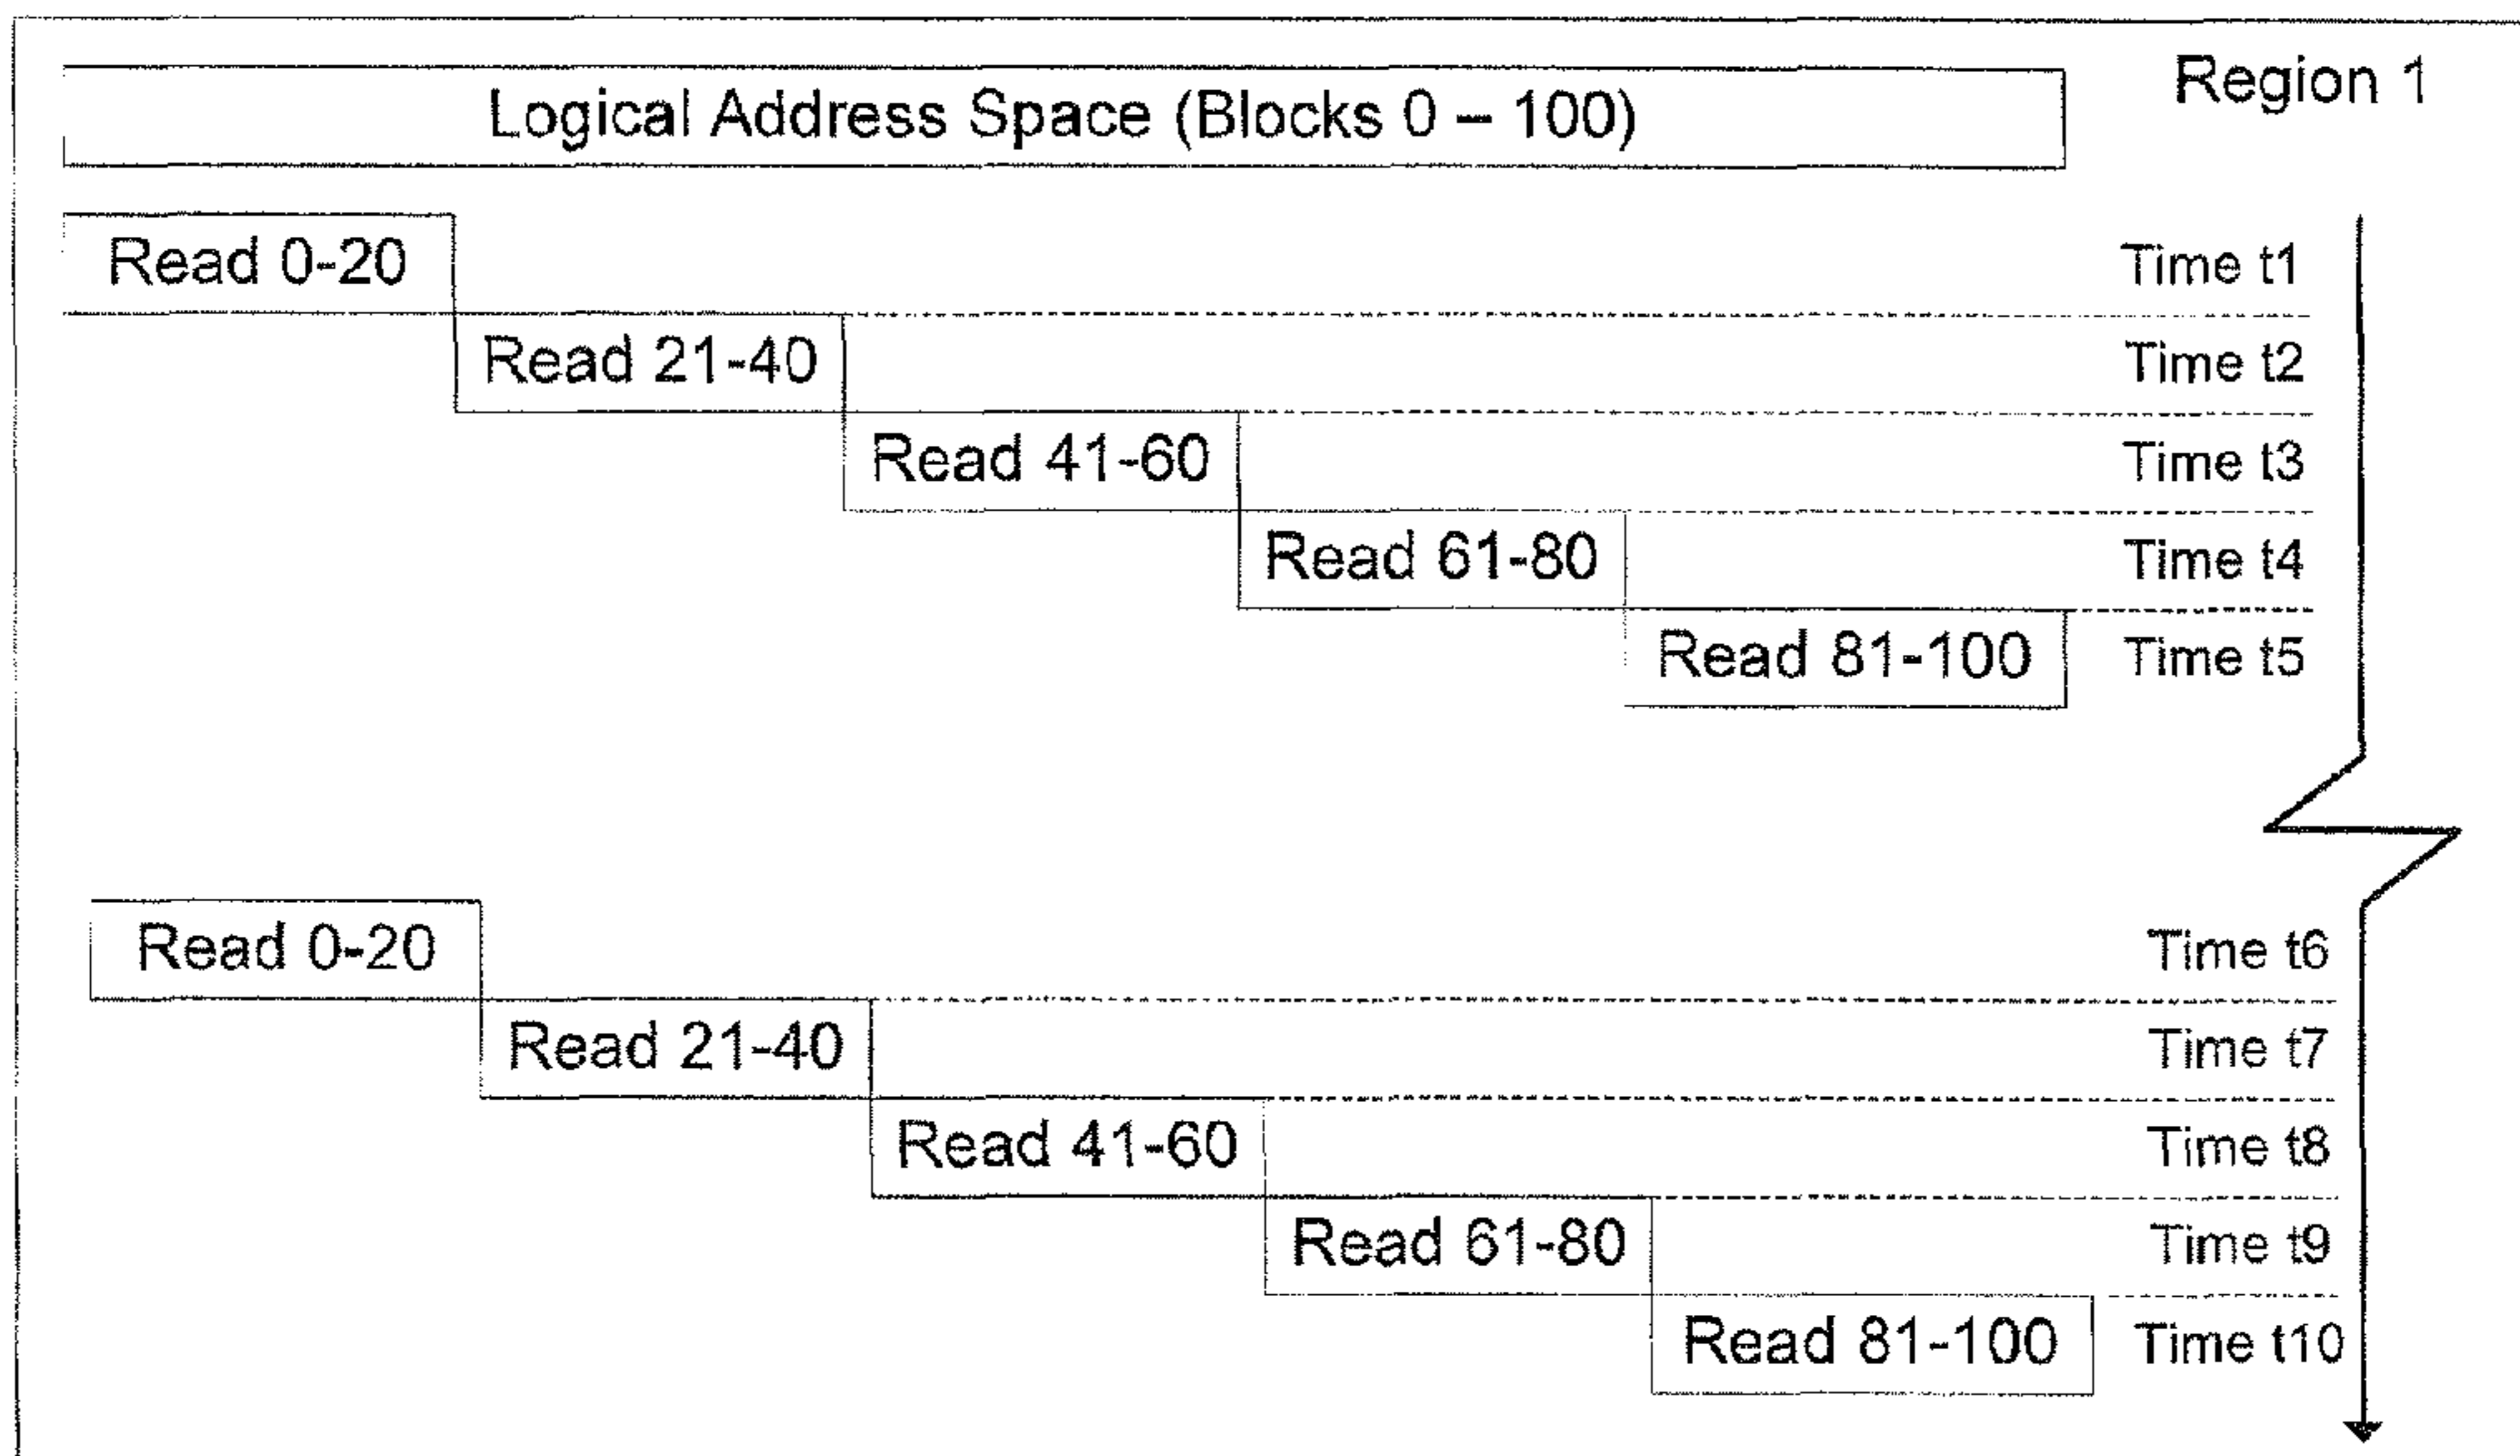 Region 1
Logical Address Space (Blocks 0 – 100)
Read 0-20 Time t1
Read 21-40 Time t2
Read 41-60 Time t3
Read 61-80 Time t4
Read 81-100 Time t5
Read 0-20 Time t6
Read 21-40 Time t7
Read 41-60 Time t8
Read 61-80 Time t9
Read 81-100 Time t10